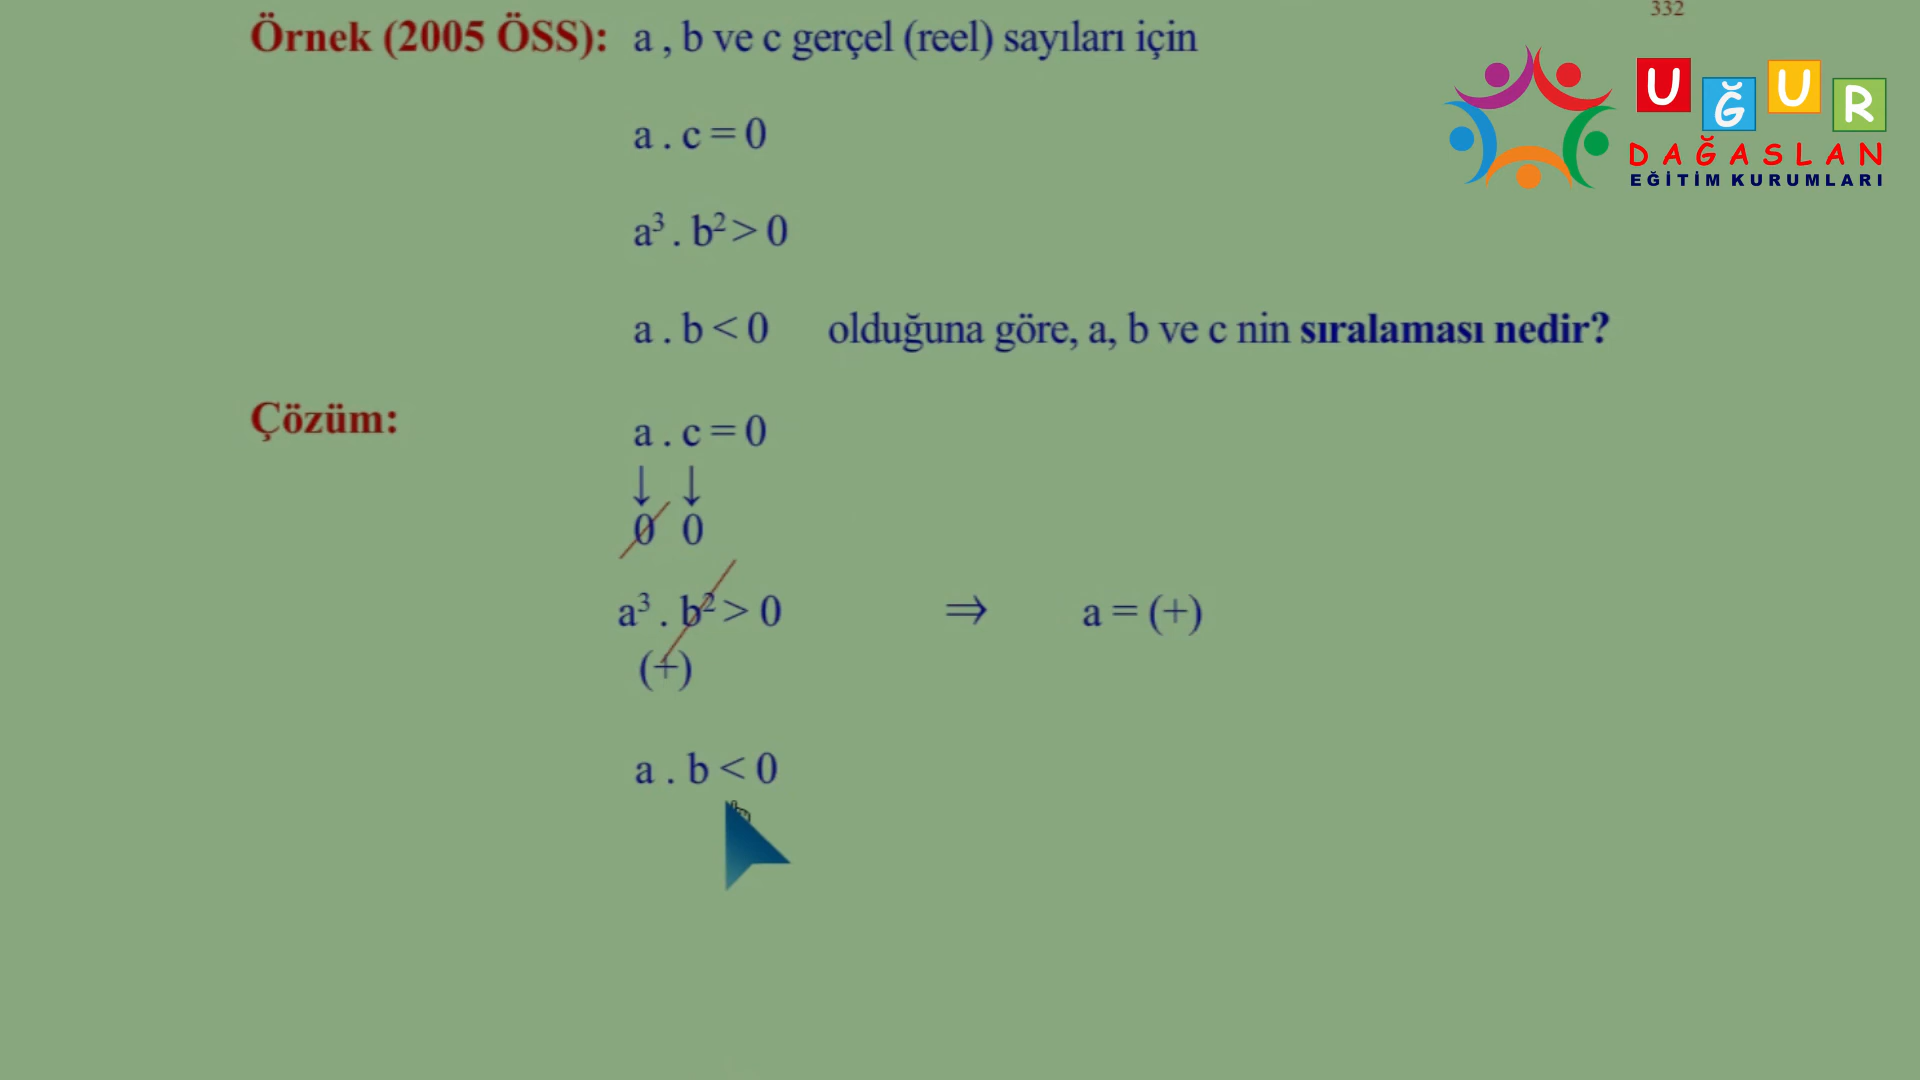 332
Örnek (2005 ÖSS): a , b ve c gerçel (reel) sayıları için
UĞUR
DAĞASLAN
EĞİTİM KURUMLARI
a . c = 0
a³ . b² > 0
a . b < 0 olduğuna göre, a, b ve c nin sıralaması nedir?
Çözüm: a . c = 0
↓ ↓
0 0
a³ . b² > 0 ⇒ a = (+)
(+)
a . b < 0